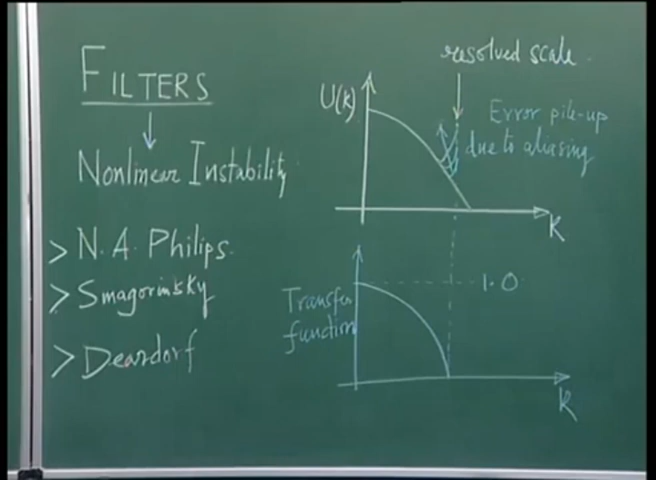 FILTERS
Nonlinear Instability
> N. A. Philips.
> Smagorinsky
> Deardorf
resolved scale.
U(k)
Error pile-up
due to aliasing
K
1.0
Transfer
function
k